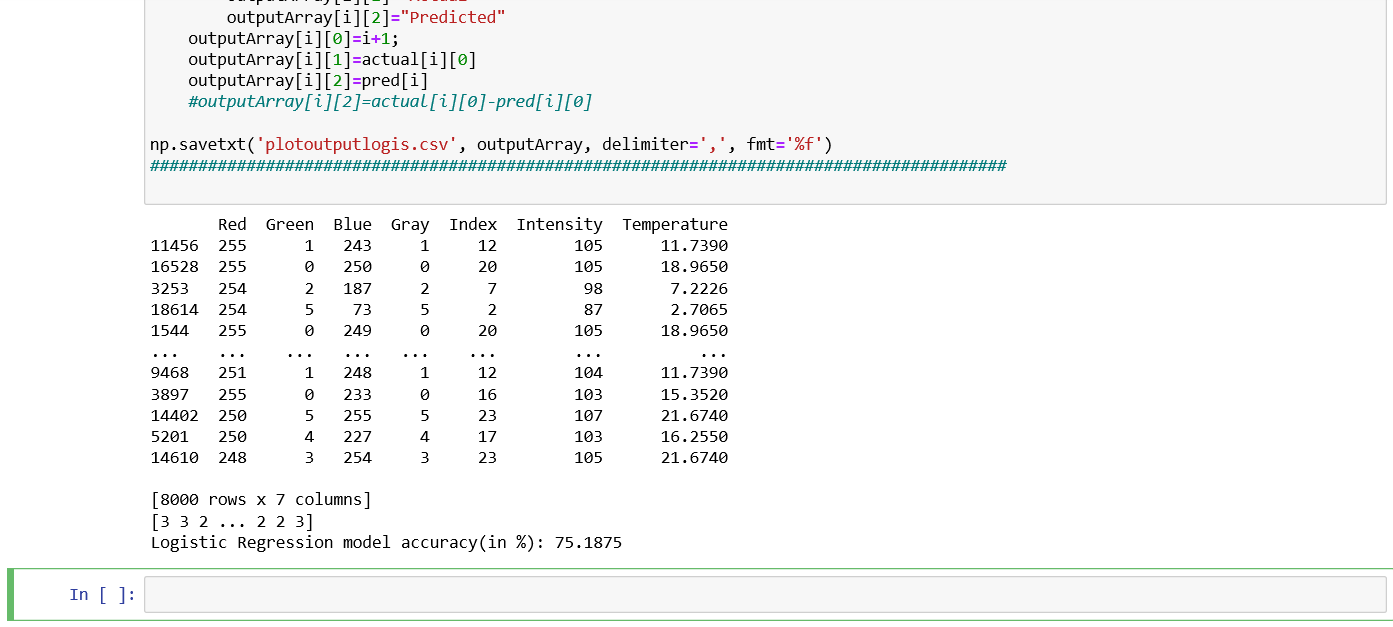 outputArray[i][2]="Predicted"
outputArray[i][0]=i+1;
outputArray[i][1]=actual[i][0]
outputArray[i][2]=pred[i]
#outputArray[i][2]=actual[i][0]-pred[i][0]
np.savetxt('plotoutputlogis.csv', outputArray, delimiter=',', fmt='%f')
#########################################################################################
Red Green Blue Gray Index Intensity Temperature
11456 255 1 243 1 12 105 11.7390
16528 255 0 250 0 20 105 18.9650
3253 254 2 187 2 7 98 7.2226
18614 254 5 73 5 2 87 2.7065
1544 255 0 249 0 20 105 18.9650
... ... ... ... ... ... ... ...
9468 251 1 248 1 12 104 11.7390
3897 255 0 233 0 16 103 15.3520
14402 250 5 255 5 23 107 21.6740
5201 250 4 227 4 17 103 16.2550
14610 248 3 254 3 23 105 21.6740
[8000 rows x 7 columns]
[3 3 2 ... 2 2 3]
Logistic Regression model accuracy(in %): 75.1875
In [ ]: